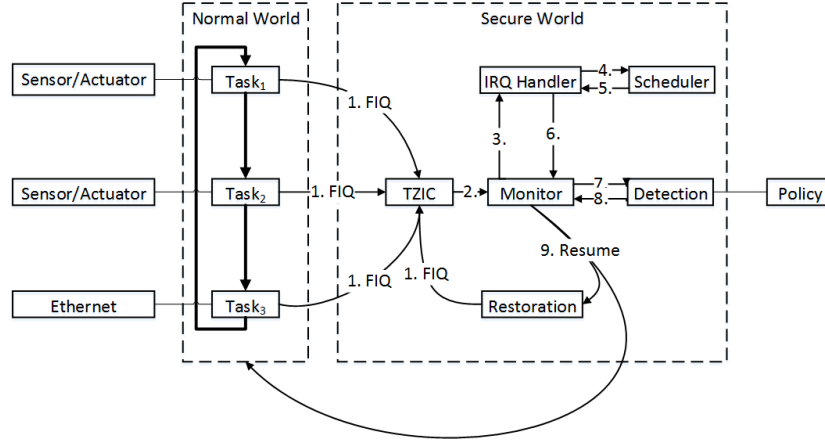 Normal World
Secure World
Sensor/Actuator
Task1
IRQ Handler
4.
5.
Scheduler
1. FIQ
3.
6.
Sensor/Actuator
Task2
1. FIQ
TZIC
2.
Monitor
7.
8.
Detection
Policy
9. Resume
1. FIQ
1. FIQ
Ethernet
Task3
Restoration